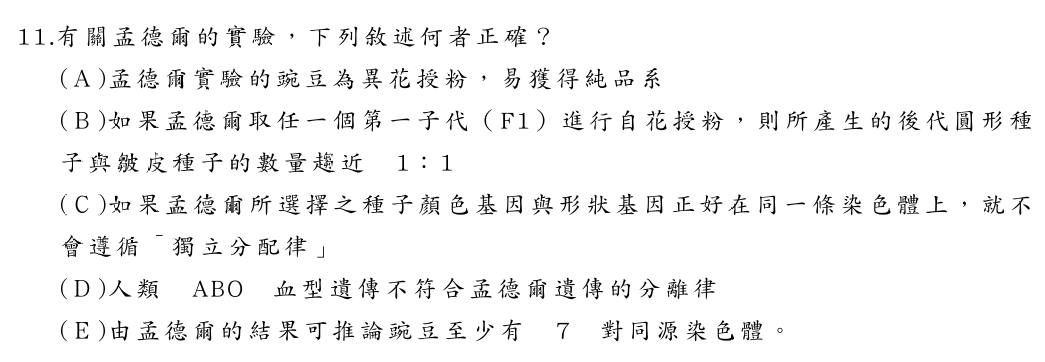 11.有關孟德爾的實驗，下列敘述何者正確？
(A)孟德爾實驗的豌豆為異花授粉，易獲得純品系
(B)如果孟德爾取任一個第一子代（F1）進行自花授粉，則所產生的後代圓形種
子與皺皮種子的數量趨近 1：1
(C)如果孟德爾所選擇之種子顏色基因與形狀基因正好在同一條染色體上，就不
會遵循「獨立分配律」
(D)人類 ABO 血型遺傳不符合孟德爾遺傳的分離律
(E)由孟德爾的結果可推論豌豆至少有 7 對同源染色體。